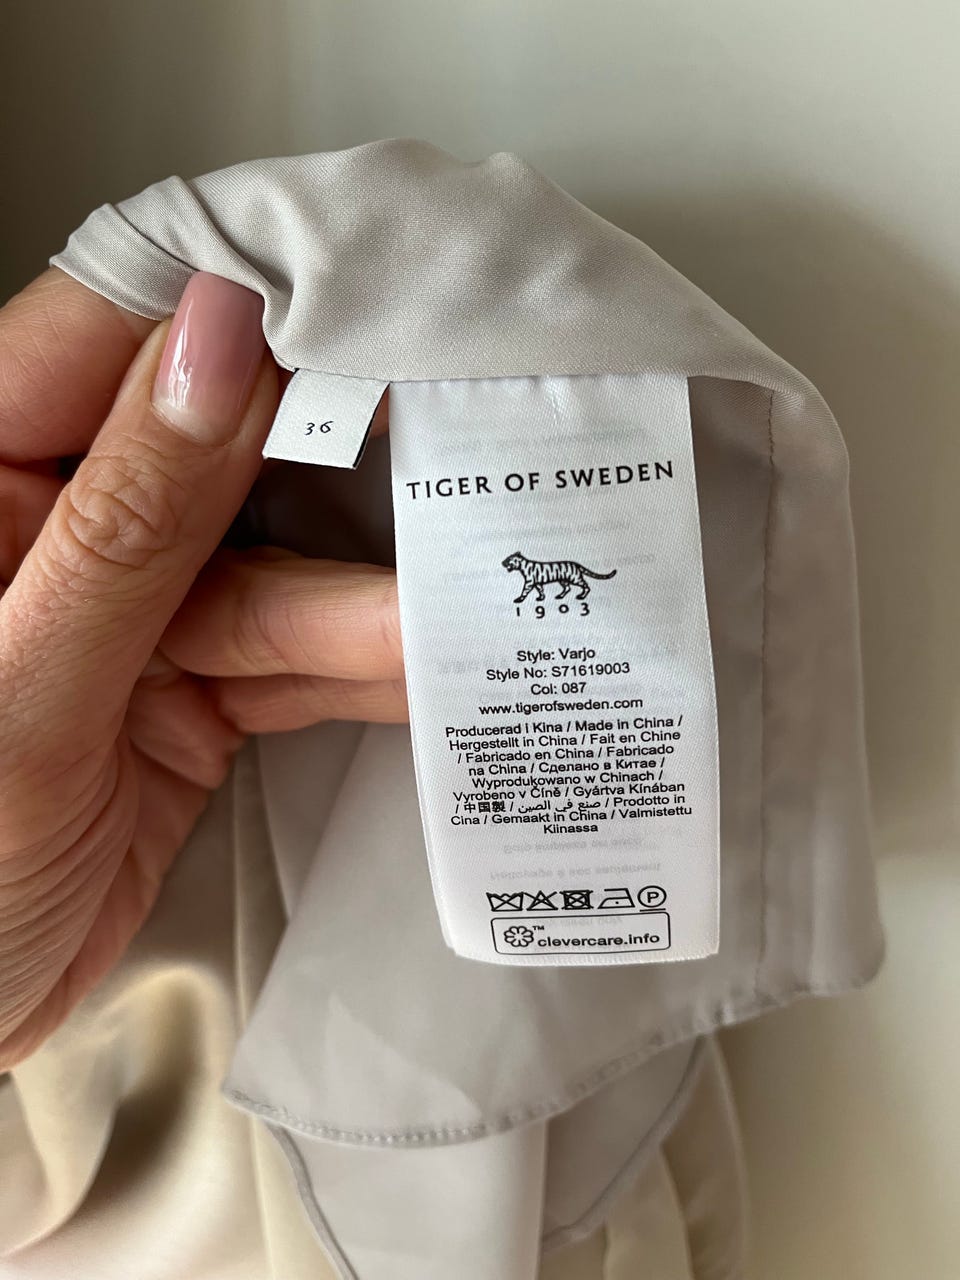 36
TIGER OF SWEDEN
1903
Style: Varjo
Style No: S71619003
Col: 087
www.tigerofsweden.com
Producerad i Kina / Made in China /
Hergestellt in China / Fait en Chine
/ Fabricado en China / Fabricado
na China / Сделано в Китае /
Wyprodukowano w Chinach /
Vyrobeno v Číně / Gyártva Kínában
/ 中国製 / صنع في الصين / Prodotto in
Cina / Gemaakt in China / Valmistettu
Kiinassa
P
™
clevercare.info